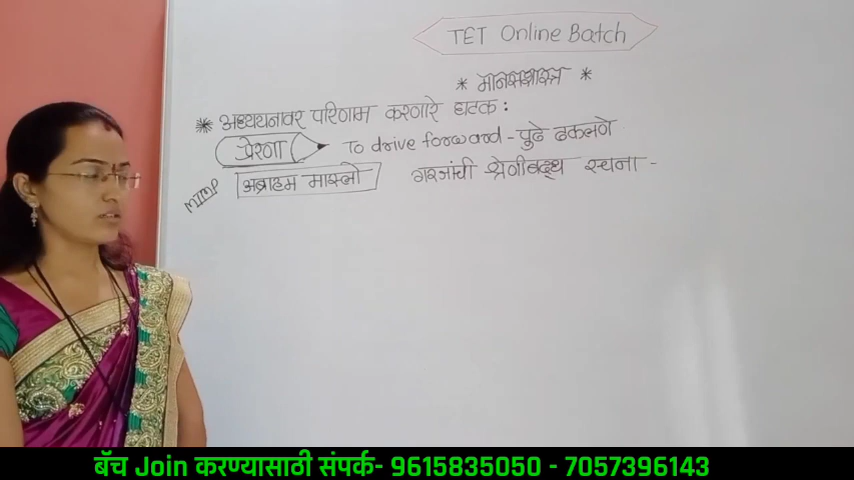 TET Online Batch
* मानसशास्त्र *
* अध्ययनावर परिणाम करणारे घटक :
प्रेरणा To drive forward - पुढे ढकलणे
MIMP अब्राहम मास्लो गरजांची श्रेणीबद्ध रचना -
बॅच Join करण्यासाठी संपर्क- 9615835050 - 7057396143